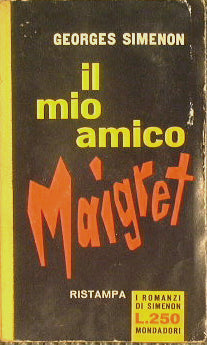 GEORGES SIMENON
il
mio
amico
Maigret
RISTAMPA
I ROMANZI
DI SIMENON
L.250
MONDADORI